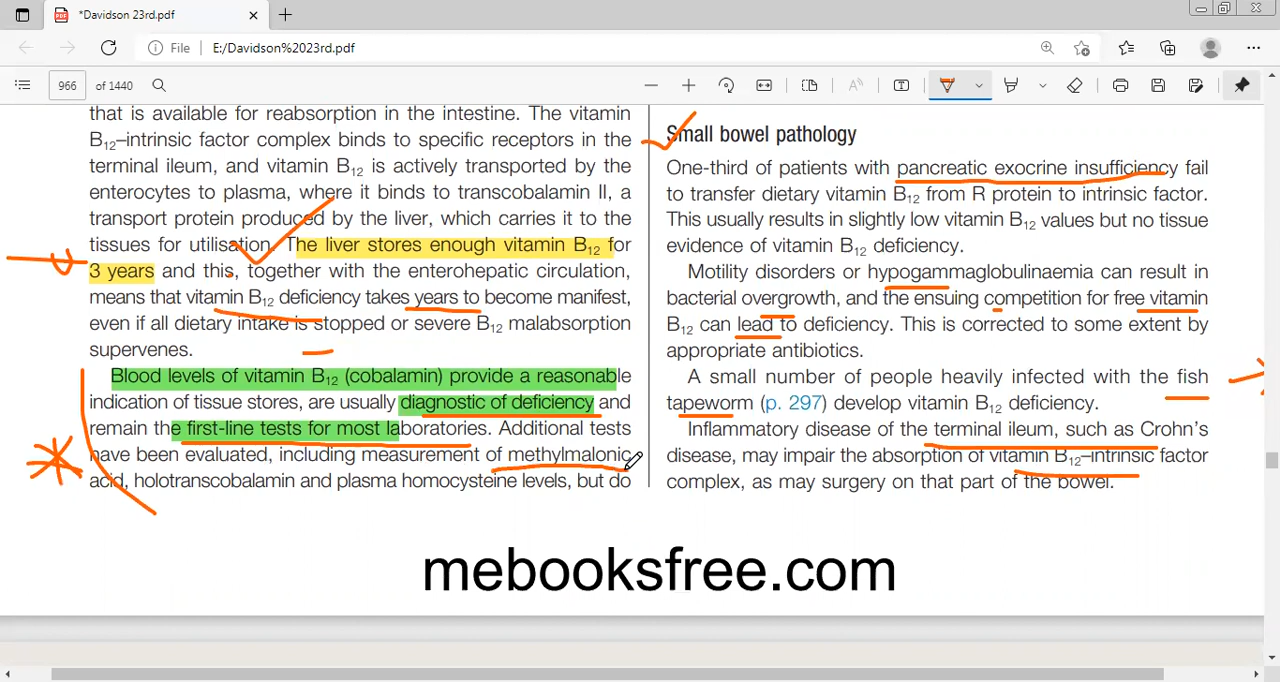 *Davidson 23rd.pdf
File
E:/Davidson%2023rd.pdf
966 of 1440
that is available for reabsorption in the intestine. The vitamin
B12–intrinsic factor complex binds to specific receptors in the
terminal ileum, and vitamin B12 is actively transported by the
enterocytes to plasma, where it binds to transcobalamin II, a
transport protein produced by the liver, which carries it to the
tissues for utilisation. The liver stores enough vitamin B12 for
3 years and this, together with the enterohepatic circulation,
means that vitamin B12 deficiency takes years to become manifest,
even if all dietary intake is stopped or severe B12 malabsorption
supervenes.
Blood levels of vitamin B12 (cobalamin) provide a reasonable
indication of tissue stores, are usually diagnostic of deficiency and
remain the first-line tests for most laboratories. Additional tests
have been evaluated, including measurement of methylmalonic
acid, holotranscobalamin and plasma homocysteine levels, but do
Small bowel pathology
One-third of patients with pancreatic exocrine insufficiency fail
to transfer dietary vitamin B12 from R protein to intrinsic factor.
This usually results in slightly low vitamin B12 values but no tissue
evidence of vitamin B12 deficiency.
Motility disorders or hypogammaglobulinaemia can result in
bacterial overgrowth, and the ensuing competition for free vitamin
B12 can lead to deficiency. This is corrected to some extent by
appropriate antibiotics.
A small number of people heavily infected with the fish
tapeworm (p. 297) develop vitamin B12 deficiency.
Inflammatory disease of the terminal ileum, such as Crohn's
disease, may impair the absorption of vitamin B12–intrinsic factor
complex, as may surgery on that part of the bowel.
mebooksfree.com